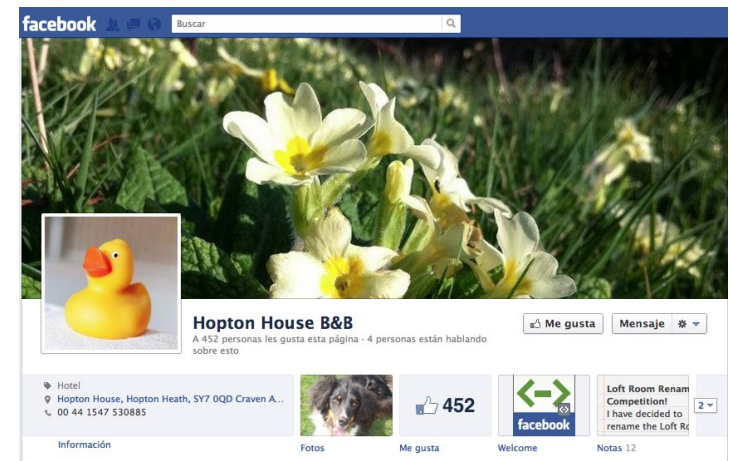 facebook
Buscar
Hopton House B&B
A 452 personas les gusta esta página · 4 personas están hablando
sobre esto
Me gusta
Mensaje
Hotel
Hopton House, Hopton Heath, SY7 0QD Craven A...
00 44 1547 530885
Información
Fotos
452
Me gusta
facebook
Welcome
Loft Room Renam
Competition!
I have decided to
rename the Loft Ro
Notas 12
2